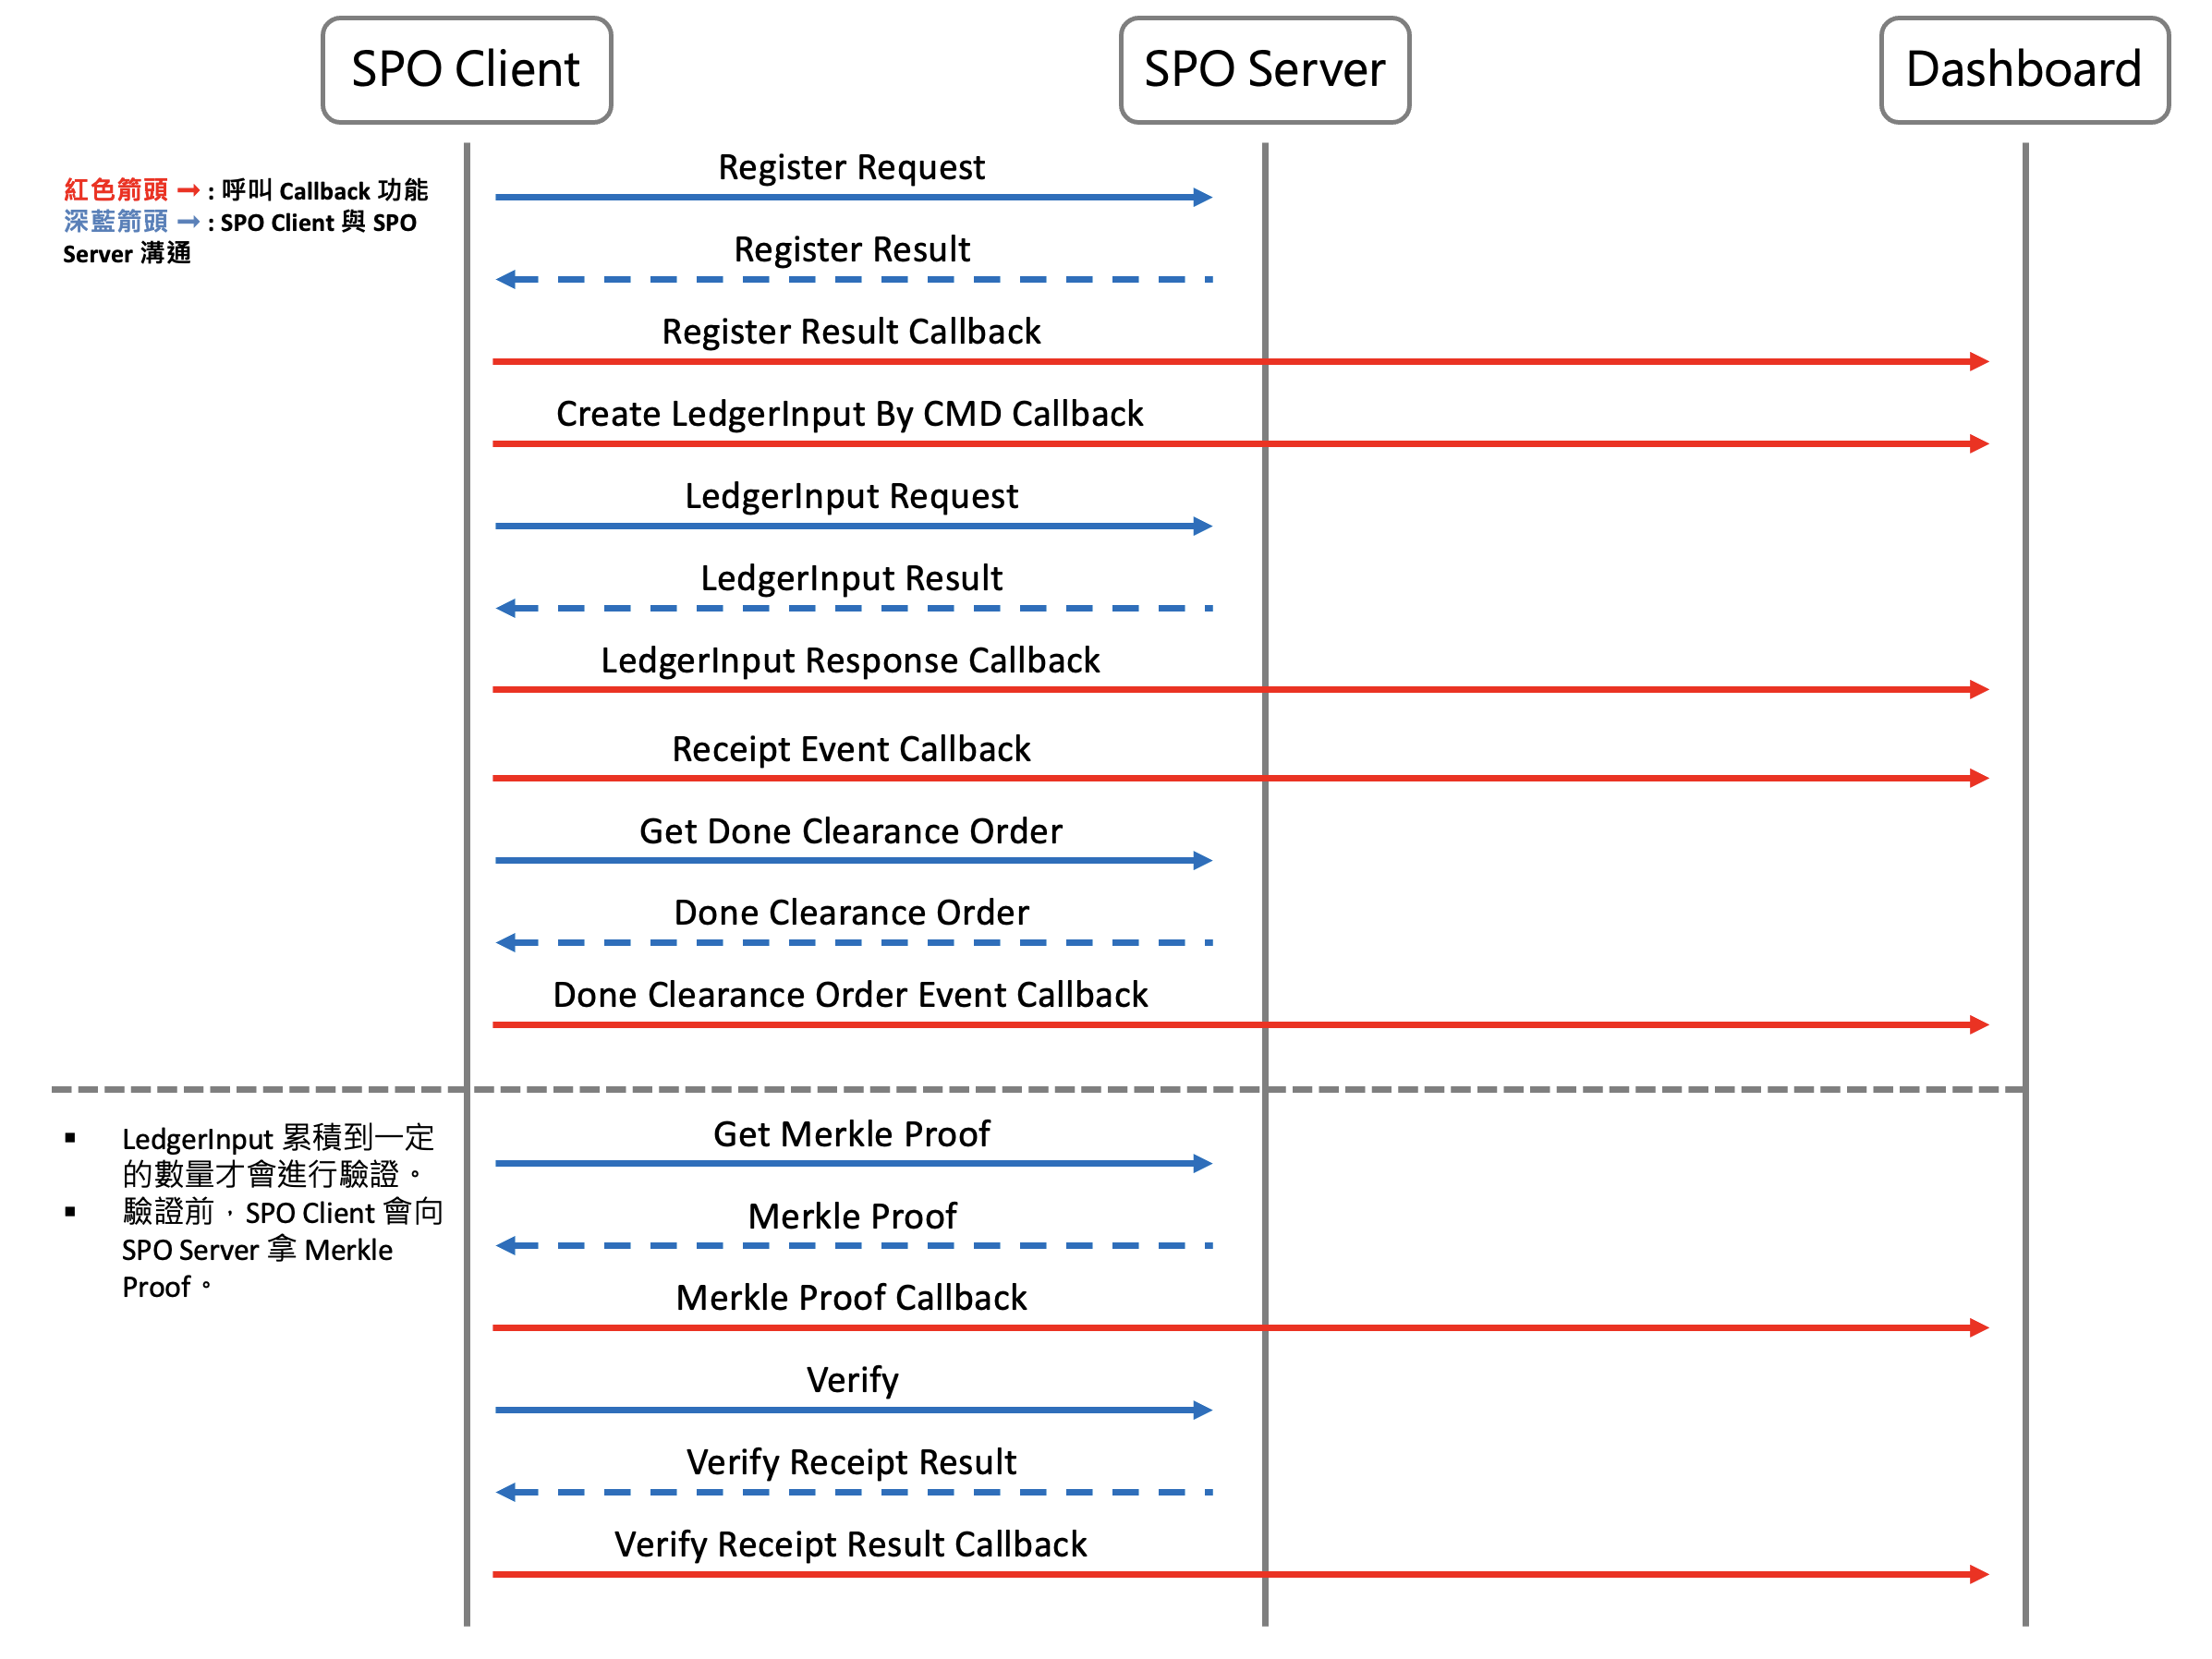 SPO Client
SPO Server
Dashboard
紅色箭頭 → : 呼叫 Callback 功能
深藍箭頭 → : SPO Client 與 SPO
Server 溝通
Register Request
Register Result
Register Result Callback
Create LedgerInput By CMD Callback
LedgerInput Request
LedgerInput Result
LedgerInput Response Callback
Receipt Event Callback
Get Done Clearance Order
Done Clearance Order
Done Clearance Order Event Callback
▪ LedgerInput 累積到一定
的數量才會進行驗證。
▪ 驗證前，SPO Client 會向
SPO Server 拿 Merkle
Proof。
Get Merkle Proof
Merkle Proof
Merkle Proof Callback
Verify
Verify Receipt Result
Verify Receipt Result Callback